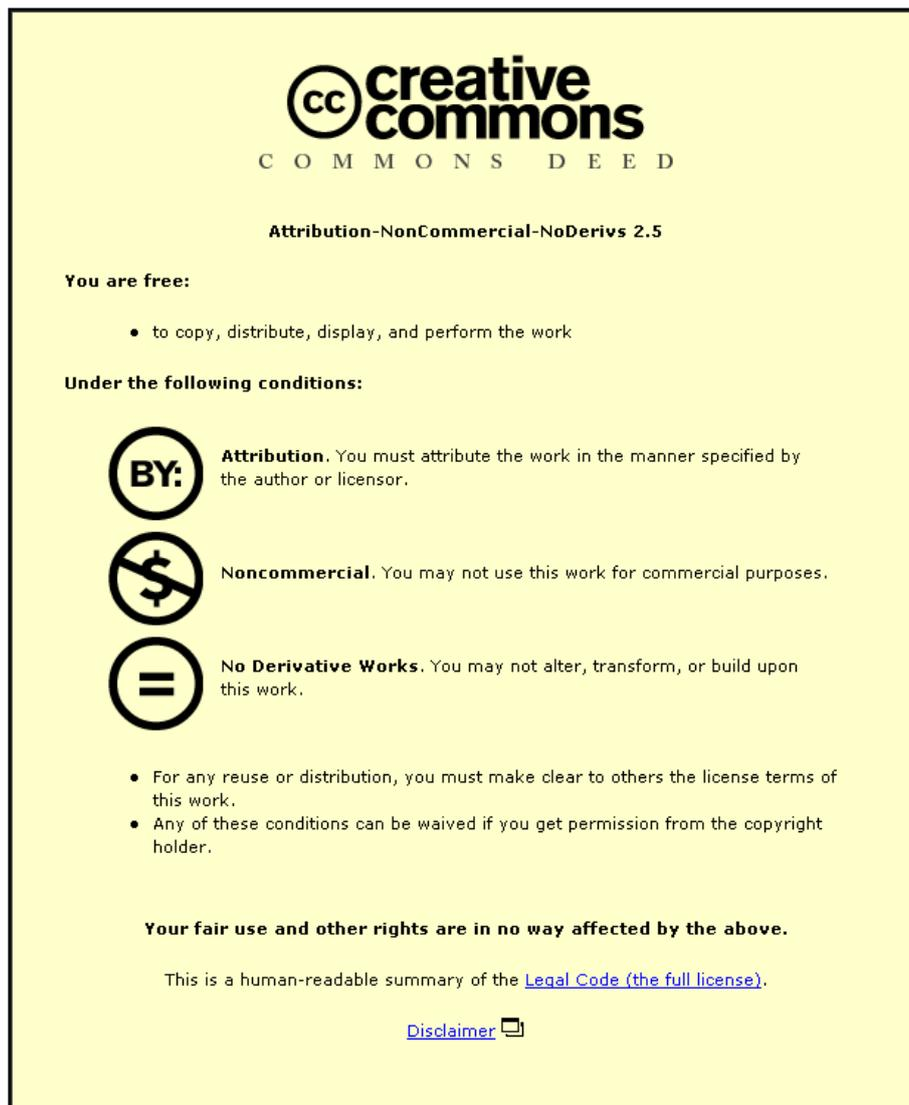 cc creative
commons
COMMONS DEED
Attribution-NonCommercial-NoDerivs 2.5
You are free:
• to copy, distribute, display, and perform the work
Under the following conditions:
BY:
Attribution. You must attribute the work in the manner specified by
the author or licensor.
$
Noncommercial. You may not use this work for commercial purposes.
=
No Derivative Works. You may not alter, transform, or build upon
this work.
• For any reuse or distribution, you must make clear to others the license terms of
this work.
• Any of these conditions can be waived if you get permission from the copyright
holder.
Your fair use and other rights are in no way affected by the above.
This is a human-readable summary of the Legal Code (the full license).
Disclaimer